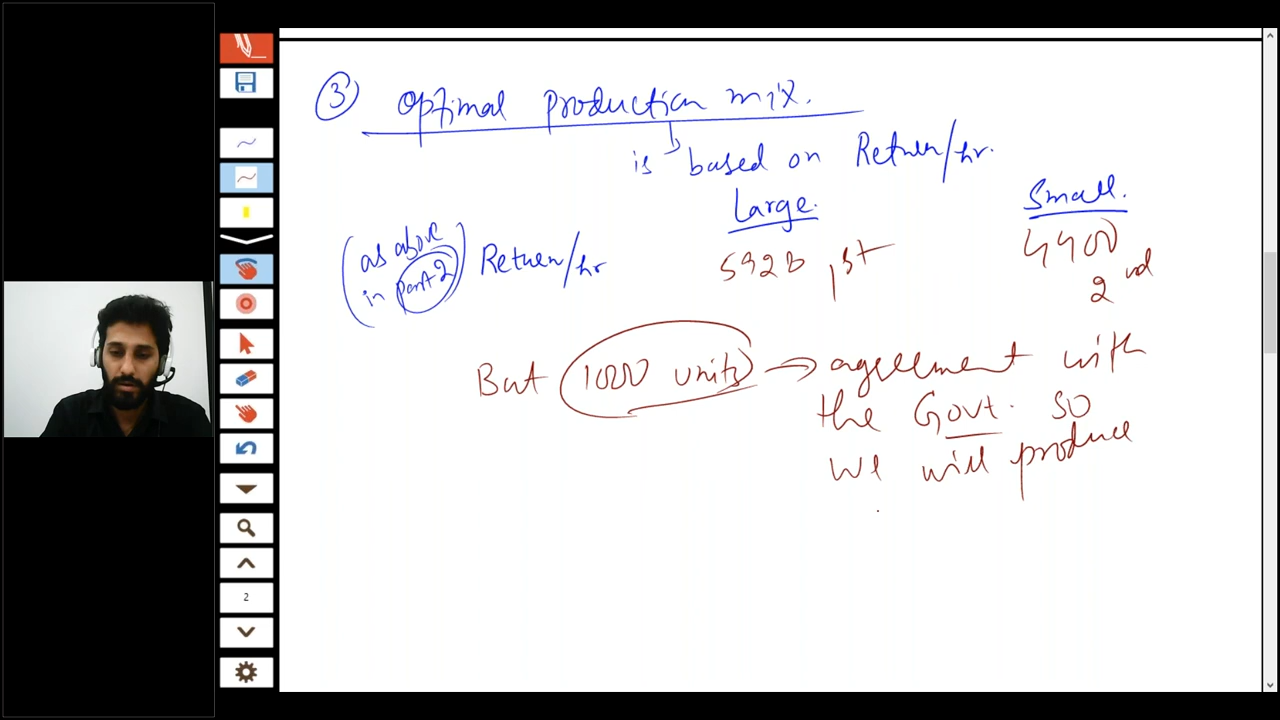 ③ Optimal production mix.
is based on Return/hr.
Large. Small.
(as above in part 2) Return/hr 5928 1st 4400 2nd
But 1000 units → agreement with
the Govt. so
we will produce
2